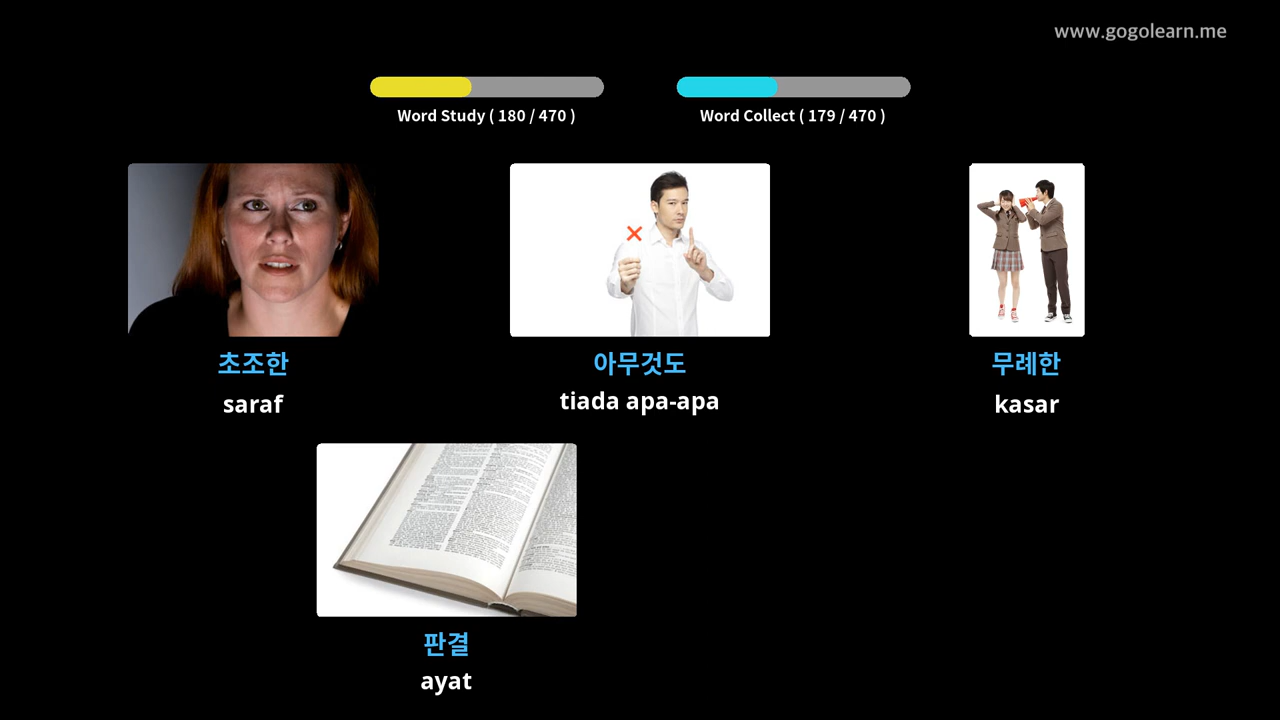 www.gogolearn.me
Word Study ( 180 / 470 )
Word Collect ( 179 / 470 )
초조한
saraf
아무것도
tiada apa-apa
무례한
kasar
판결
ayat